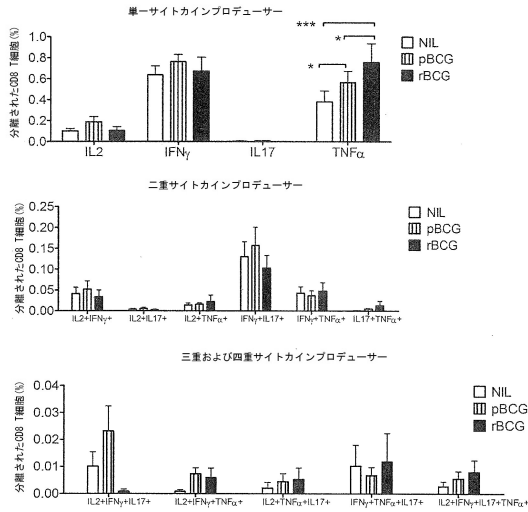 単一サイトカインプロデューサー
分離されたCD8 T細胞(%)
1.0
0.8
0.6
0.4
0.2
0.0
***
*
*
NIL
pBCG
rBCG
IL2 IFNγ IL17 TNFα
二重サイトカインプロデューサー
分離されたCD8 T細胞(%)
0.25
0.20
0.15
0.10
0.05
0.00
NIL
pBCG
rBCG
IL2+IFNγ+ IL2+IL17+ IL2+TNFα+ IFNγ+IL17+ IFNγ+TNFα+ IL17+TNFα+
三重および四重サイトカインプロデューサー
分離されたCD8 T細胞(%)
0.04
0.03
0.02
0.01
0.00
NIL
pBCG
rBCG
IL2+IFNγ+IL17+ IL2+IFNγ+TNFα+ IL2+TNFα+IL17+ IFNγ+TNFα+IL17+ IL2+IFNγ+IL17+TNFα+